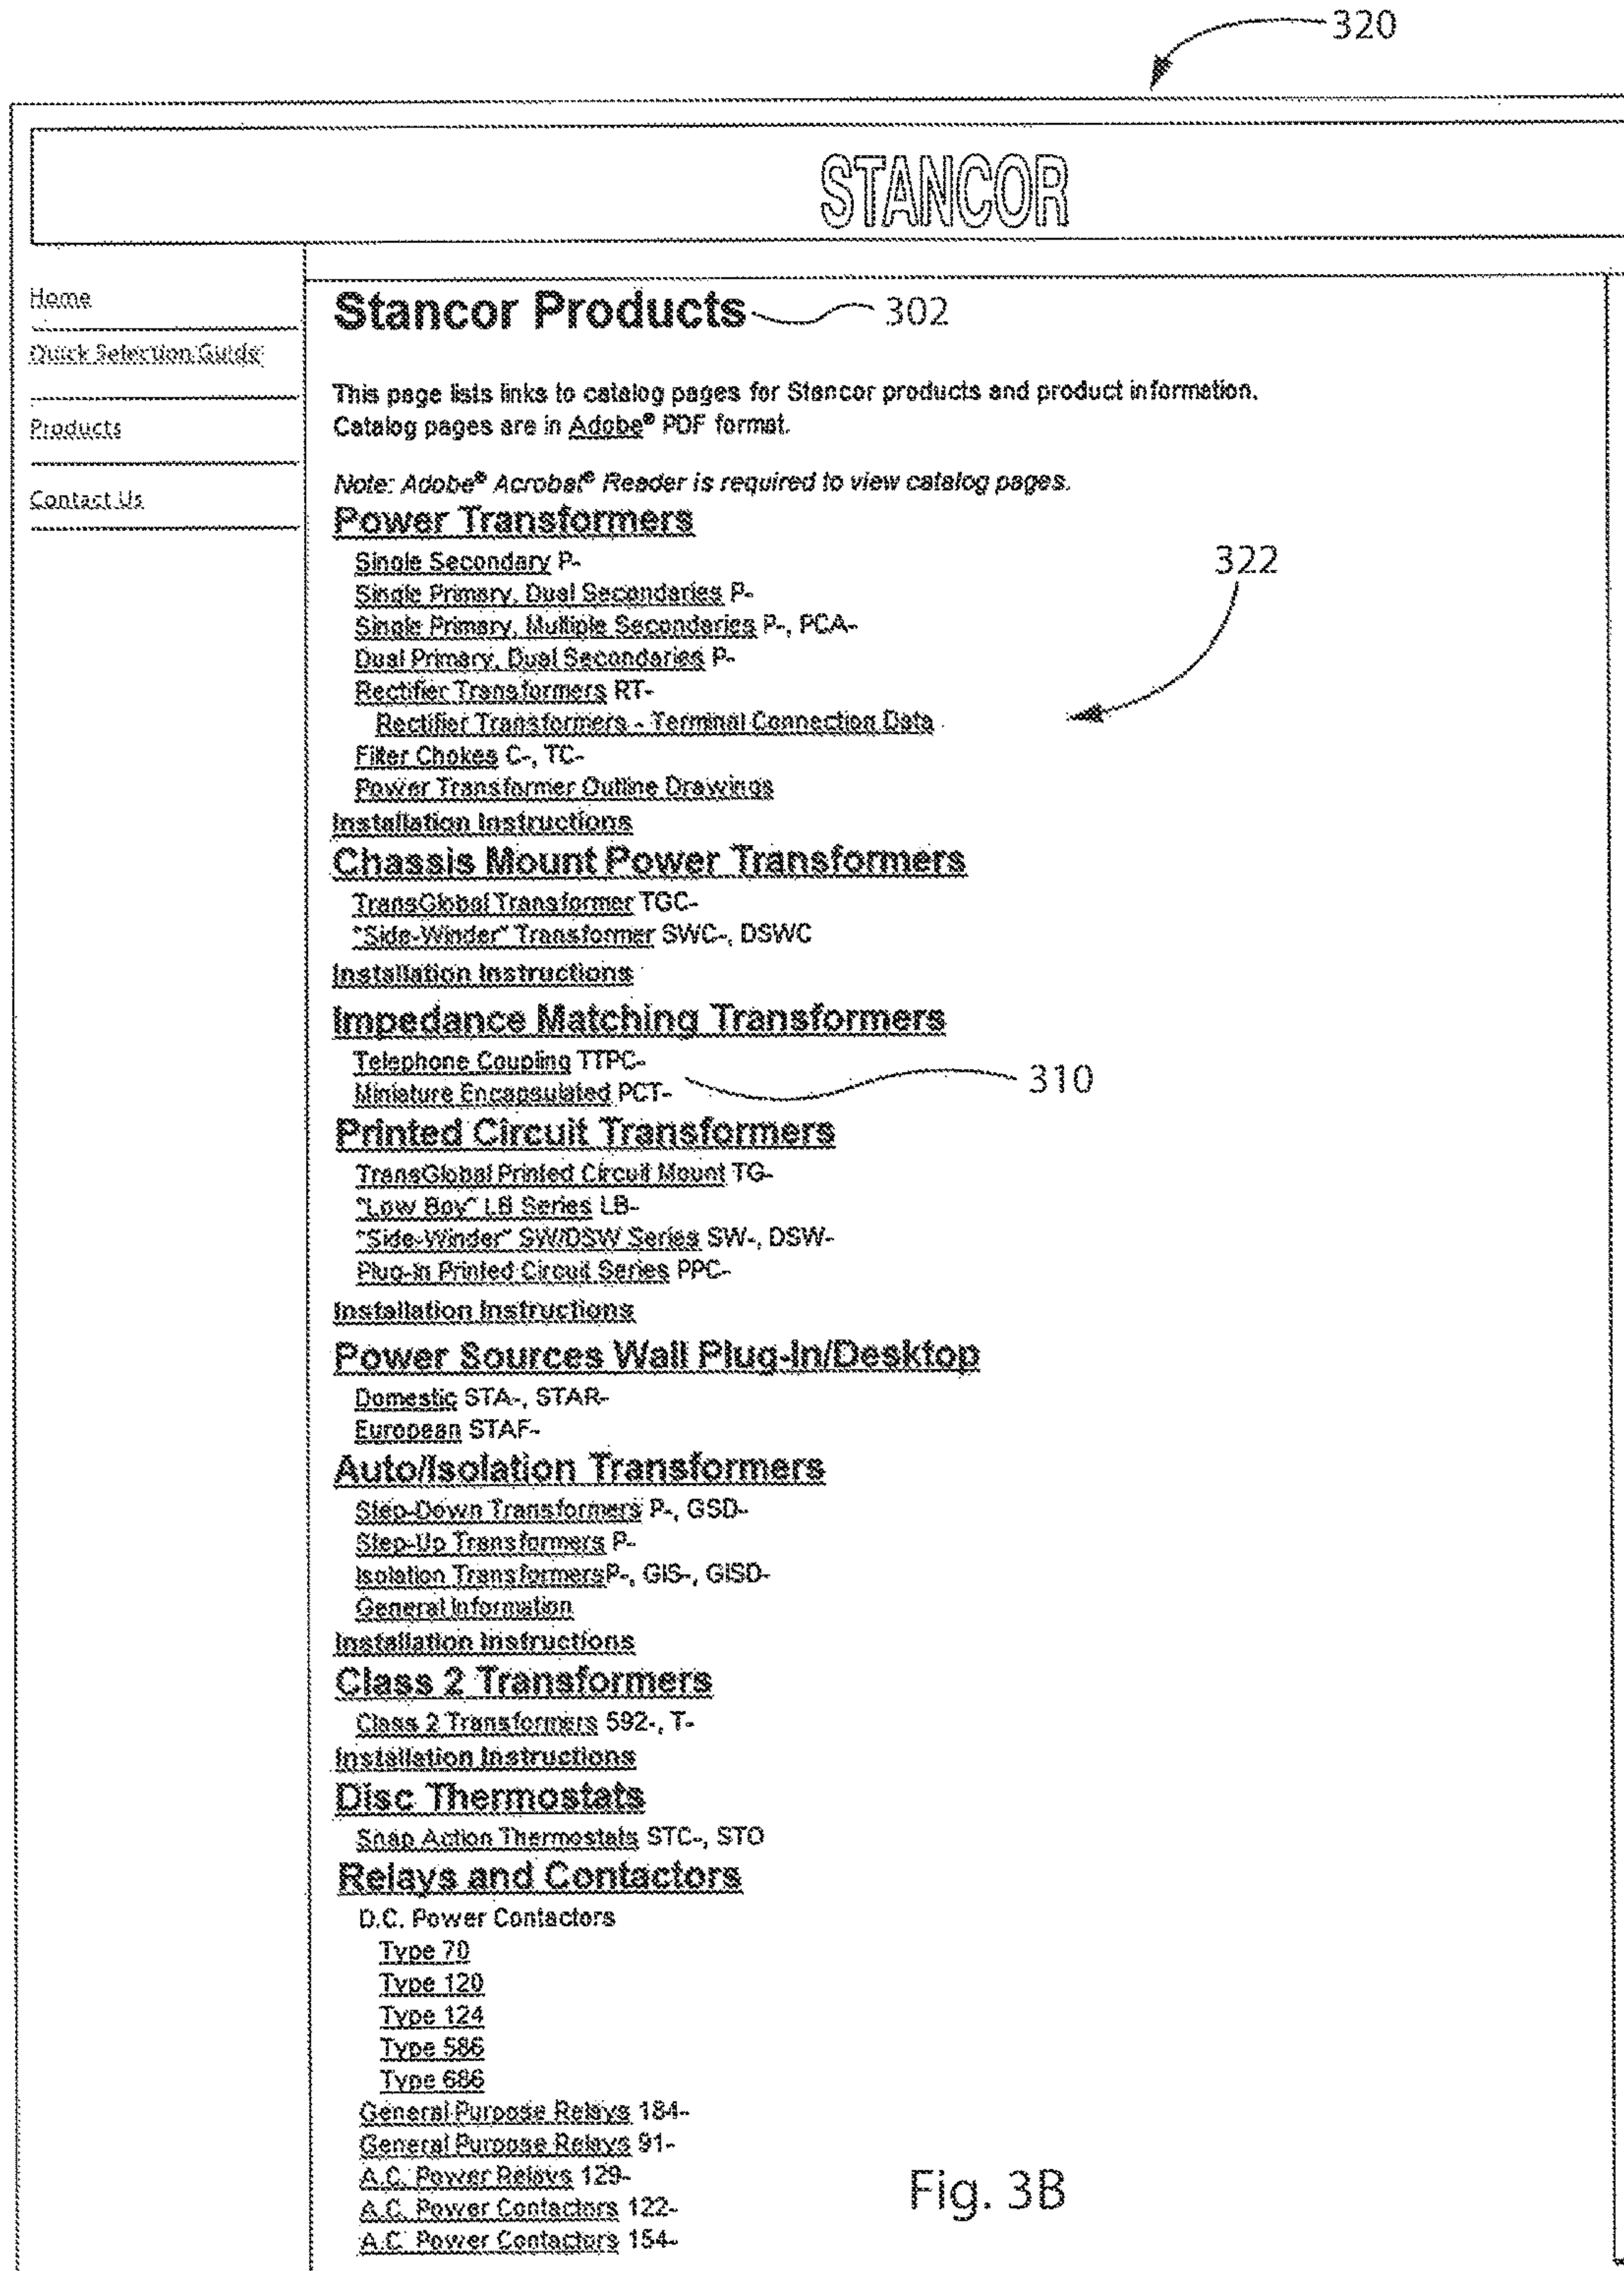 320
STANCOR
Home
Quick Selection Guide
Products
Contact Us
Stancor Products 302
This page lists links to catalog pages for Stancor products and product information.
Catalog pages are in Adobe® PDF format.
Note: Adobe® Acrobat® Reader is required to view catalog pages.
Power Transformers
322
Single Secondary P-
Single Primary, Dual Secondaries P-
Single Primary, Multiple Secondaries P-, PCA-
Dual Primary, Dual Secondaries P-
Rectifier Transformers RT-
Rectifier Transformers - Terminal Connection Data
Filter Chokes C-, TC-
Power Transformer Outline Drawings
Installation Instructions
Chassis Mount Power Transformers
TransGlobal Transformer TGC-
"Side-Winder" Transformer SWC-, DSWC
Installation Instructions
Impedance Matching Transformers
Telephone Coupling TTPC-
310
Miniature Encapsulated PCT-
Printed Circuit Transformers
TransGlobal Printed Circuit Mount TG-
"Low Boy" LB Series LB-
"Side-Winder" SW/DSW Series SW-, DSW-
Plug-in Printed Circuit Series PPC-
Installation Instructions
Power Sources Wall Plug-In/Desktop
Domestic STA-, STAR-
European STAF-
Auto/Isolation Transformers
Step-Down Transformers P-, GSD-
Step-Up Transformers P-
Isolation TransformersP-, GIS-, GISD-
General Information
Installation Instructions
Class 2 Transformers
Class 2 Transformers 592-, T-
Installation Instructions
Disc Thermostats
Snap Action Thermostats STC-, STO
Relays and Contactors
D.C. Power Contactors
Type 70
Type 120
Type 124
Type 586
Type 686
General Purpose Relays 184-
General Purpose Relays 91-
A.C. Power Relays 129-
A.C. Power Contactors 122-
A.C. Power Contactors 154-
Fig. 3B